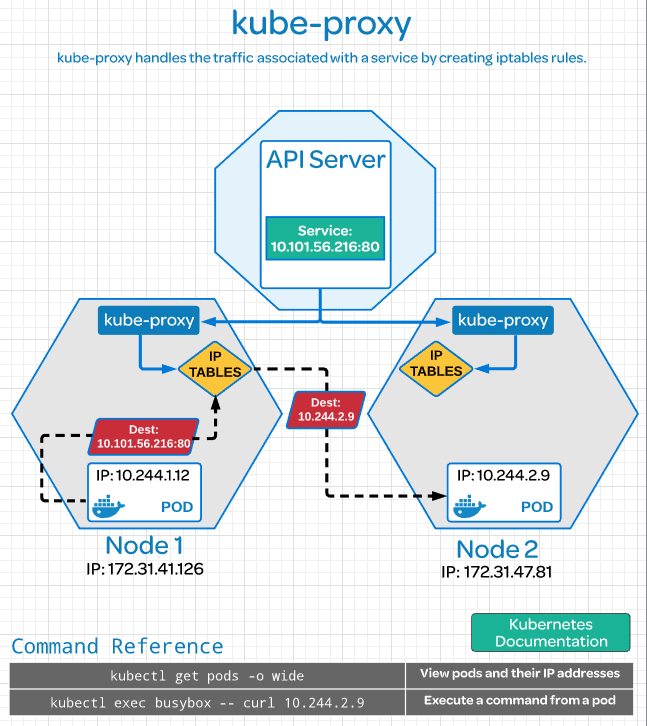 kube-proxy
kube-proxy handles the traffic associated with a service by creating iptables rules.
API Server
Service:
10.101.56.216:80
kube-proxy
kube-proxy
IP
TABLES
IP
TABLES
Dest:
10.244.2.9
Dest:
10.101.56.216:80
IP: 10.244.1.12
POD
IP: 10.244.2.9
POD
Node 1
IP: 172.31.41.126
Node 2
IP: 172.31.47.81
Kubernetes
Documentation
Command Reference
kubectl get pods -o wide
View pods and their IP addresses
kubectl exec busybox -- curl 10.244.2.9
Execute a command from a pod